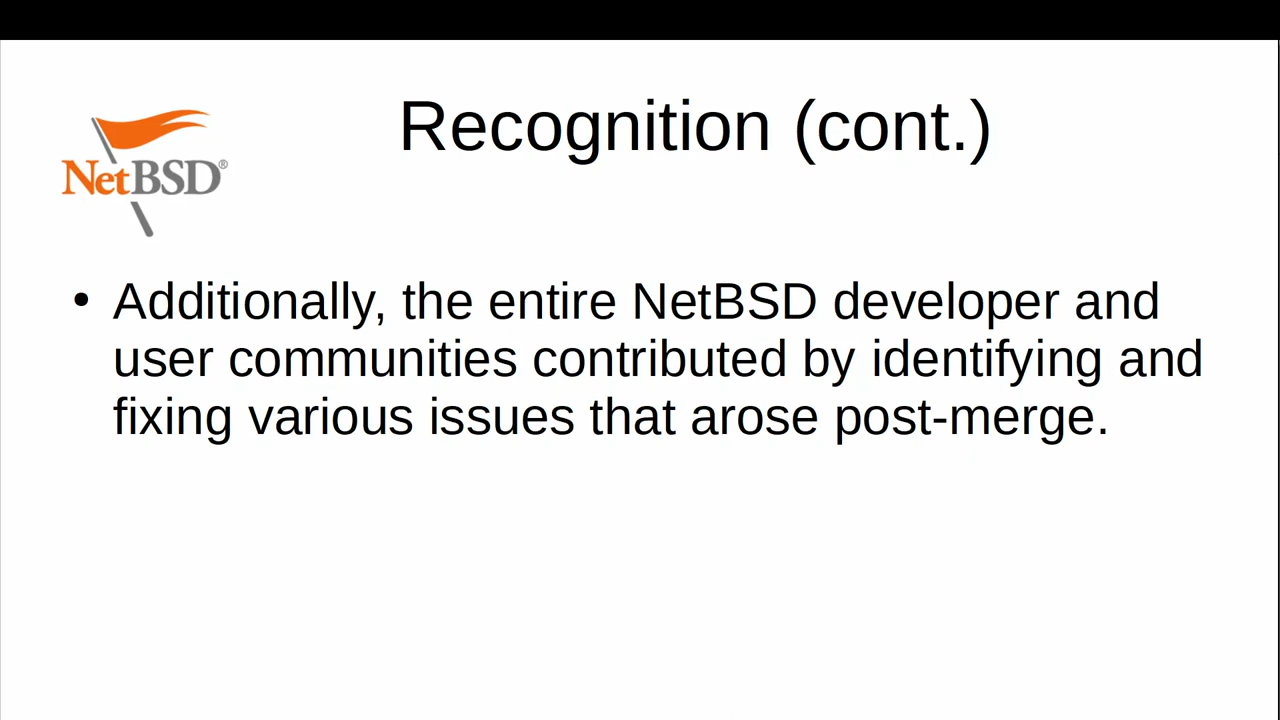 Recognition (cont.)
NetBSD®
• Additionally, the entire NetBSD developer and
user communities contributed by identifying and
fixing various issues that arose post-merge.